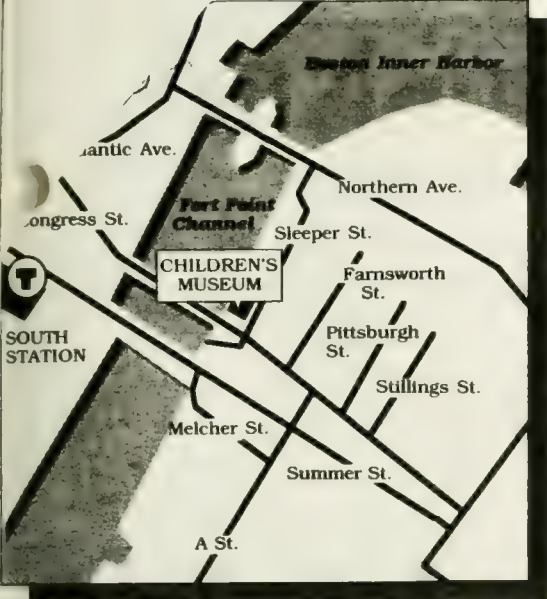 Boston Inner Harbor
antic Ave.
Northern Ave.
ongress St.
Fort Point
Channel
Sleeper St.
CHILDREN'S
MUSEUM
Farnsworth
St.
T
Pittsburgh
St.
SOUTH
STATION
Stillings St.
Melcher St.
Summer St.
A St.